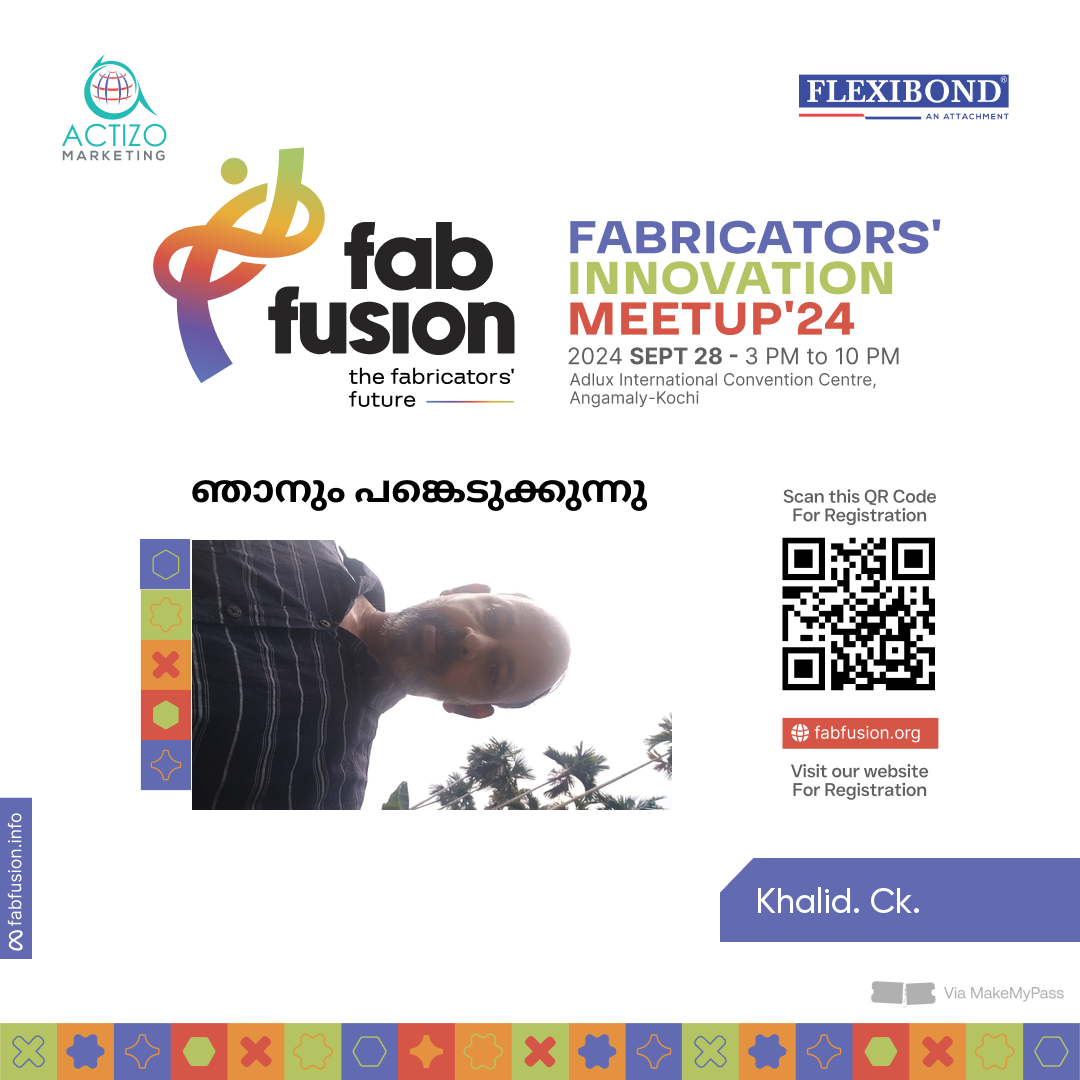 ACTIZO
MARKETING
FLEXIBOND®
AN ATTACHMENT
fab
fusion
the fabricators'
future
FABRICATORS'
INNOVATION
MEETUP'24
2024 SEPT 28 - 3 PM to 10 PM
Adlux International Convention Centre,
Angamaly-Kochi
ഞാനും പങ്കെടുക്കുന്നു
Scan this QR Code
For Registration
fabfusion.org
Visit our website
For Registration
fabfusion.info
Khalid. Ck.
Via MakeMyPass